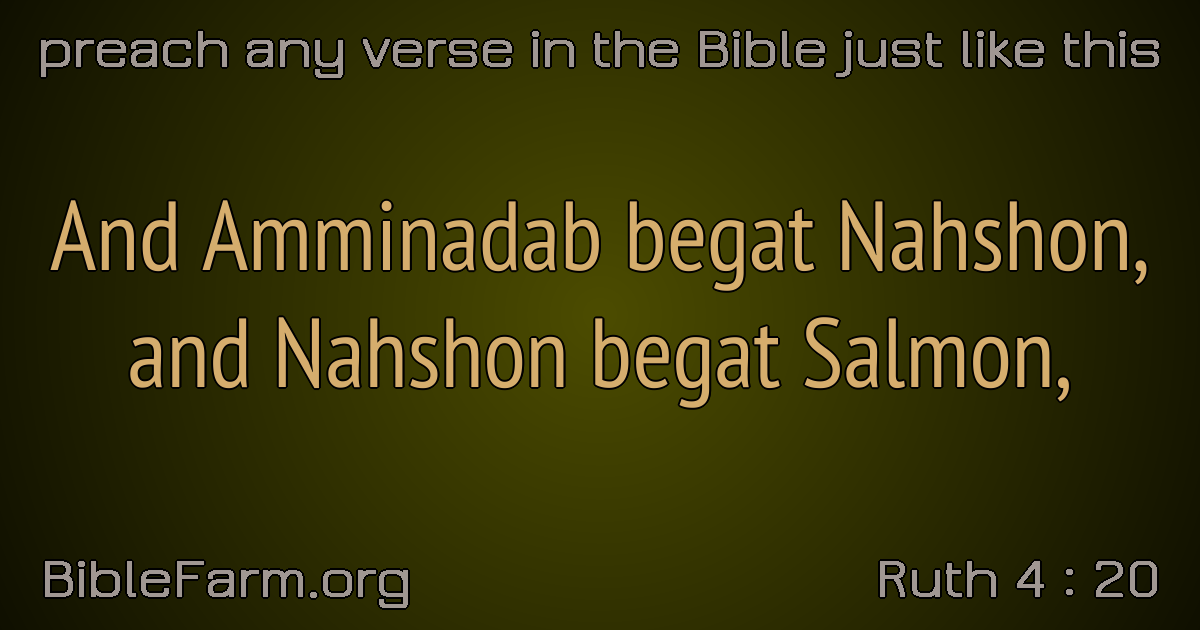 preach any verse in the Bible just like this
And Amminadab begat Nahshon,
and Nahshon begat Salmon,
BibleFarm.org
Ruth 4 : 20